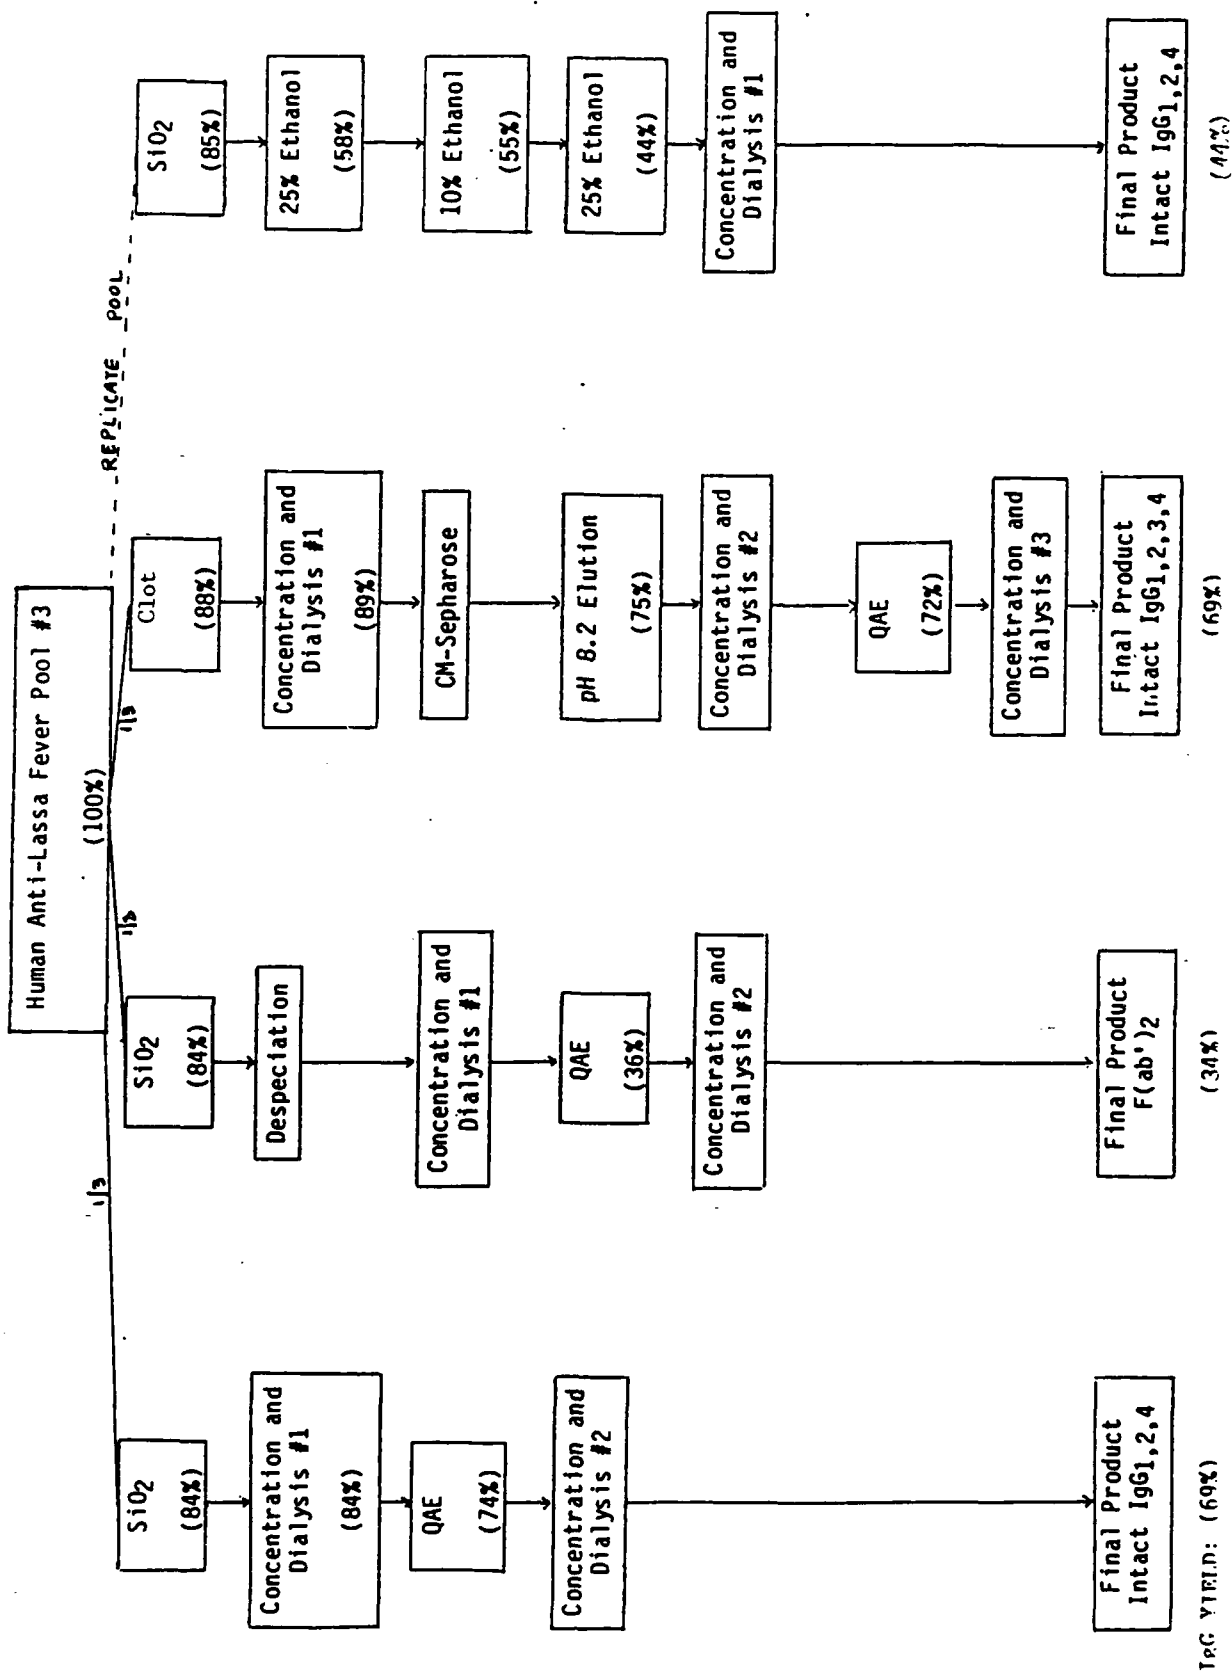 Human Anti-Lassa Fever Pool #3
(100%)
1/3
1/3
1/3
REPLICATE POOL
SiO2
(84%)
Concentration and
Dialysis #1
(84%)
QAE
(74%)
Concentration and
Dialysis #2
Final Product
Intact IgG1,2,4
IgG YIELD: (69%)
SiO2
(84%)
Despeciation
Concentration and
Dialysis #1
QAE
(36%)
Concentration and
Dialysis #2
Final Product
F(ab')2
(34%)
Clot
(88%)
Concentration and
Dialysis #1
(89%)
CM-Sepharose
pH 8.2 Elution
(75%)
Concentration and
Dialysis #2
QAE
(72%)
Concentration and
Dialysis #3
Final Product
Intact IgG1,2,3,4
(69%)
SiO2
(85%)
25% Ethanol
(58%)
10% Ethanol
(55%)
25% Ethanol
(44%)
Concentration and
Dialysis #1
Final Product
Intact IgG1,2,4
(44%)